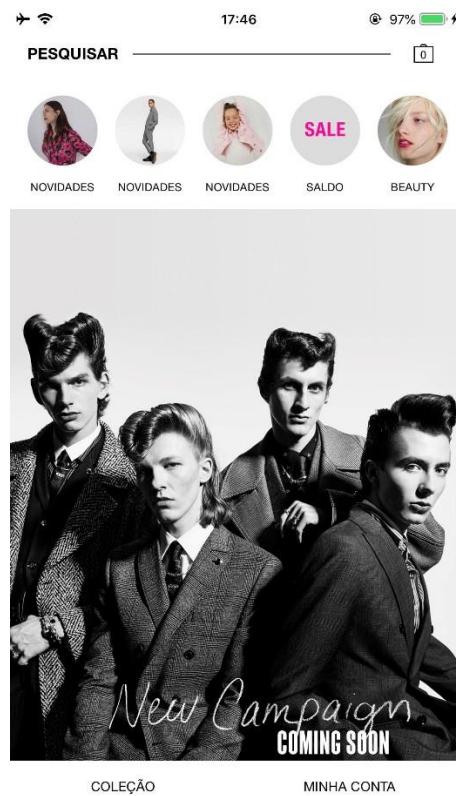 17:46
97%
PESQUISAR
0
SALE
NOVIDADES
NOVIDADES
NOVIDADES
SALDO
BEAUTY
New Campaign
COMING SOON
COLEÇÃO
MINHA CONTA